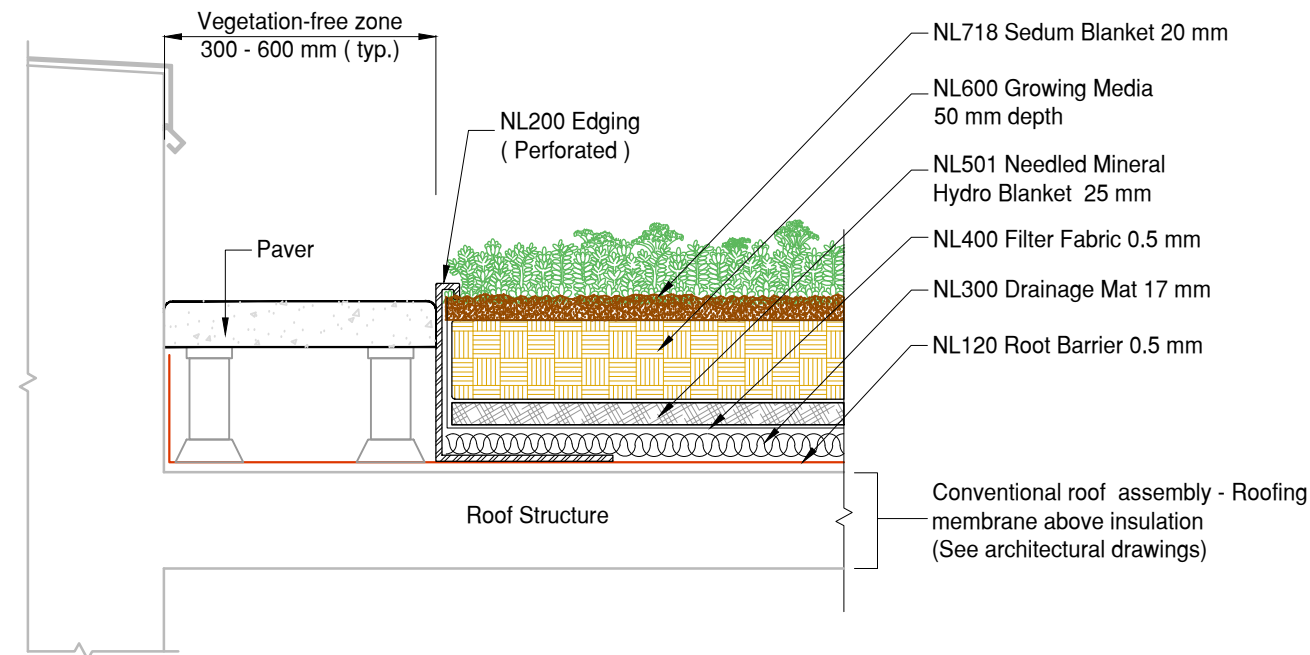 Vegetation-free zone
300 - 600 mm ( typ.)
NL200 Edging
( Perforated )
Paver
NL718 Sedum Blanket 20 mm
NL600 Growing Media
50 mm depth
NL501 Needled Mineral
Hydro Blanket 25 mm
NL400 Filter Fabric 0.5 mm
NL300 Drainage Mat 17 mm
NL120 Root Barrier 0.5 mm
Roof Structure
Conventional roof assembly - Roofing
membrane above insulation
(See architectural drawings)